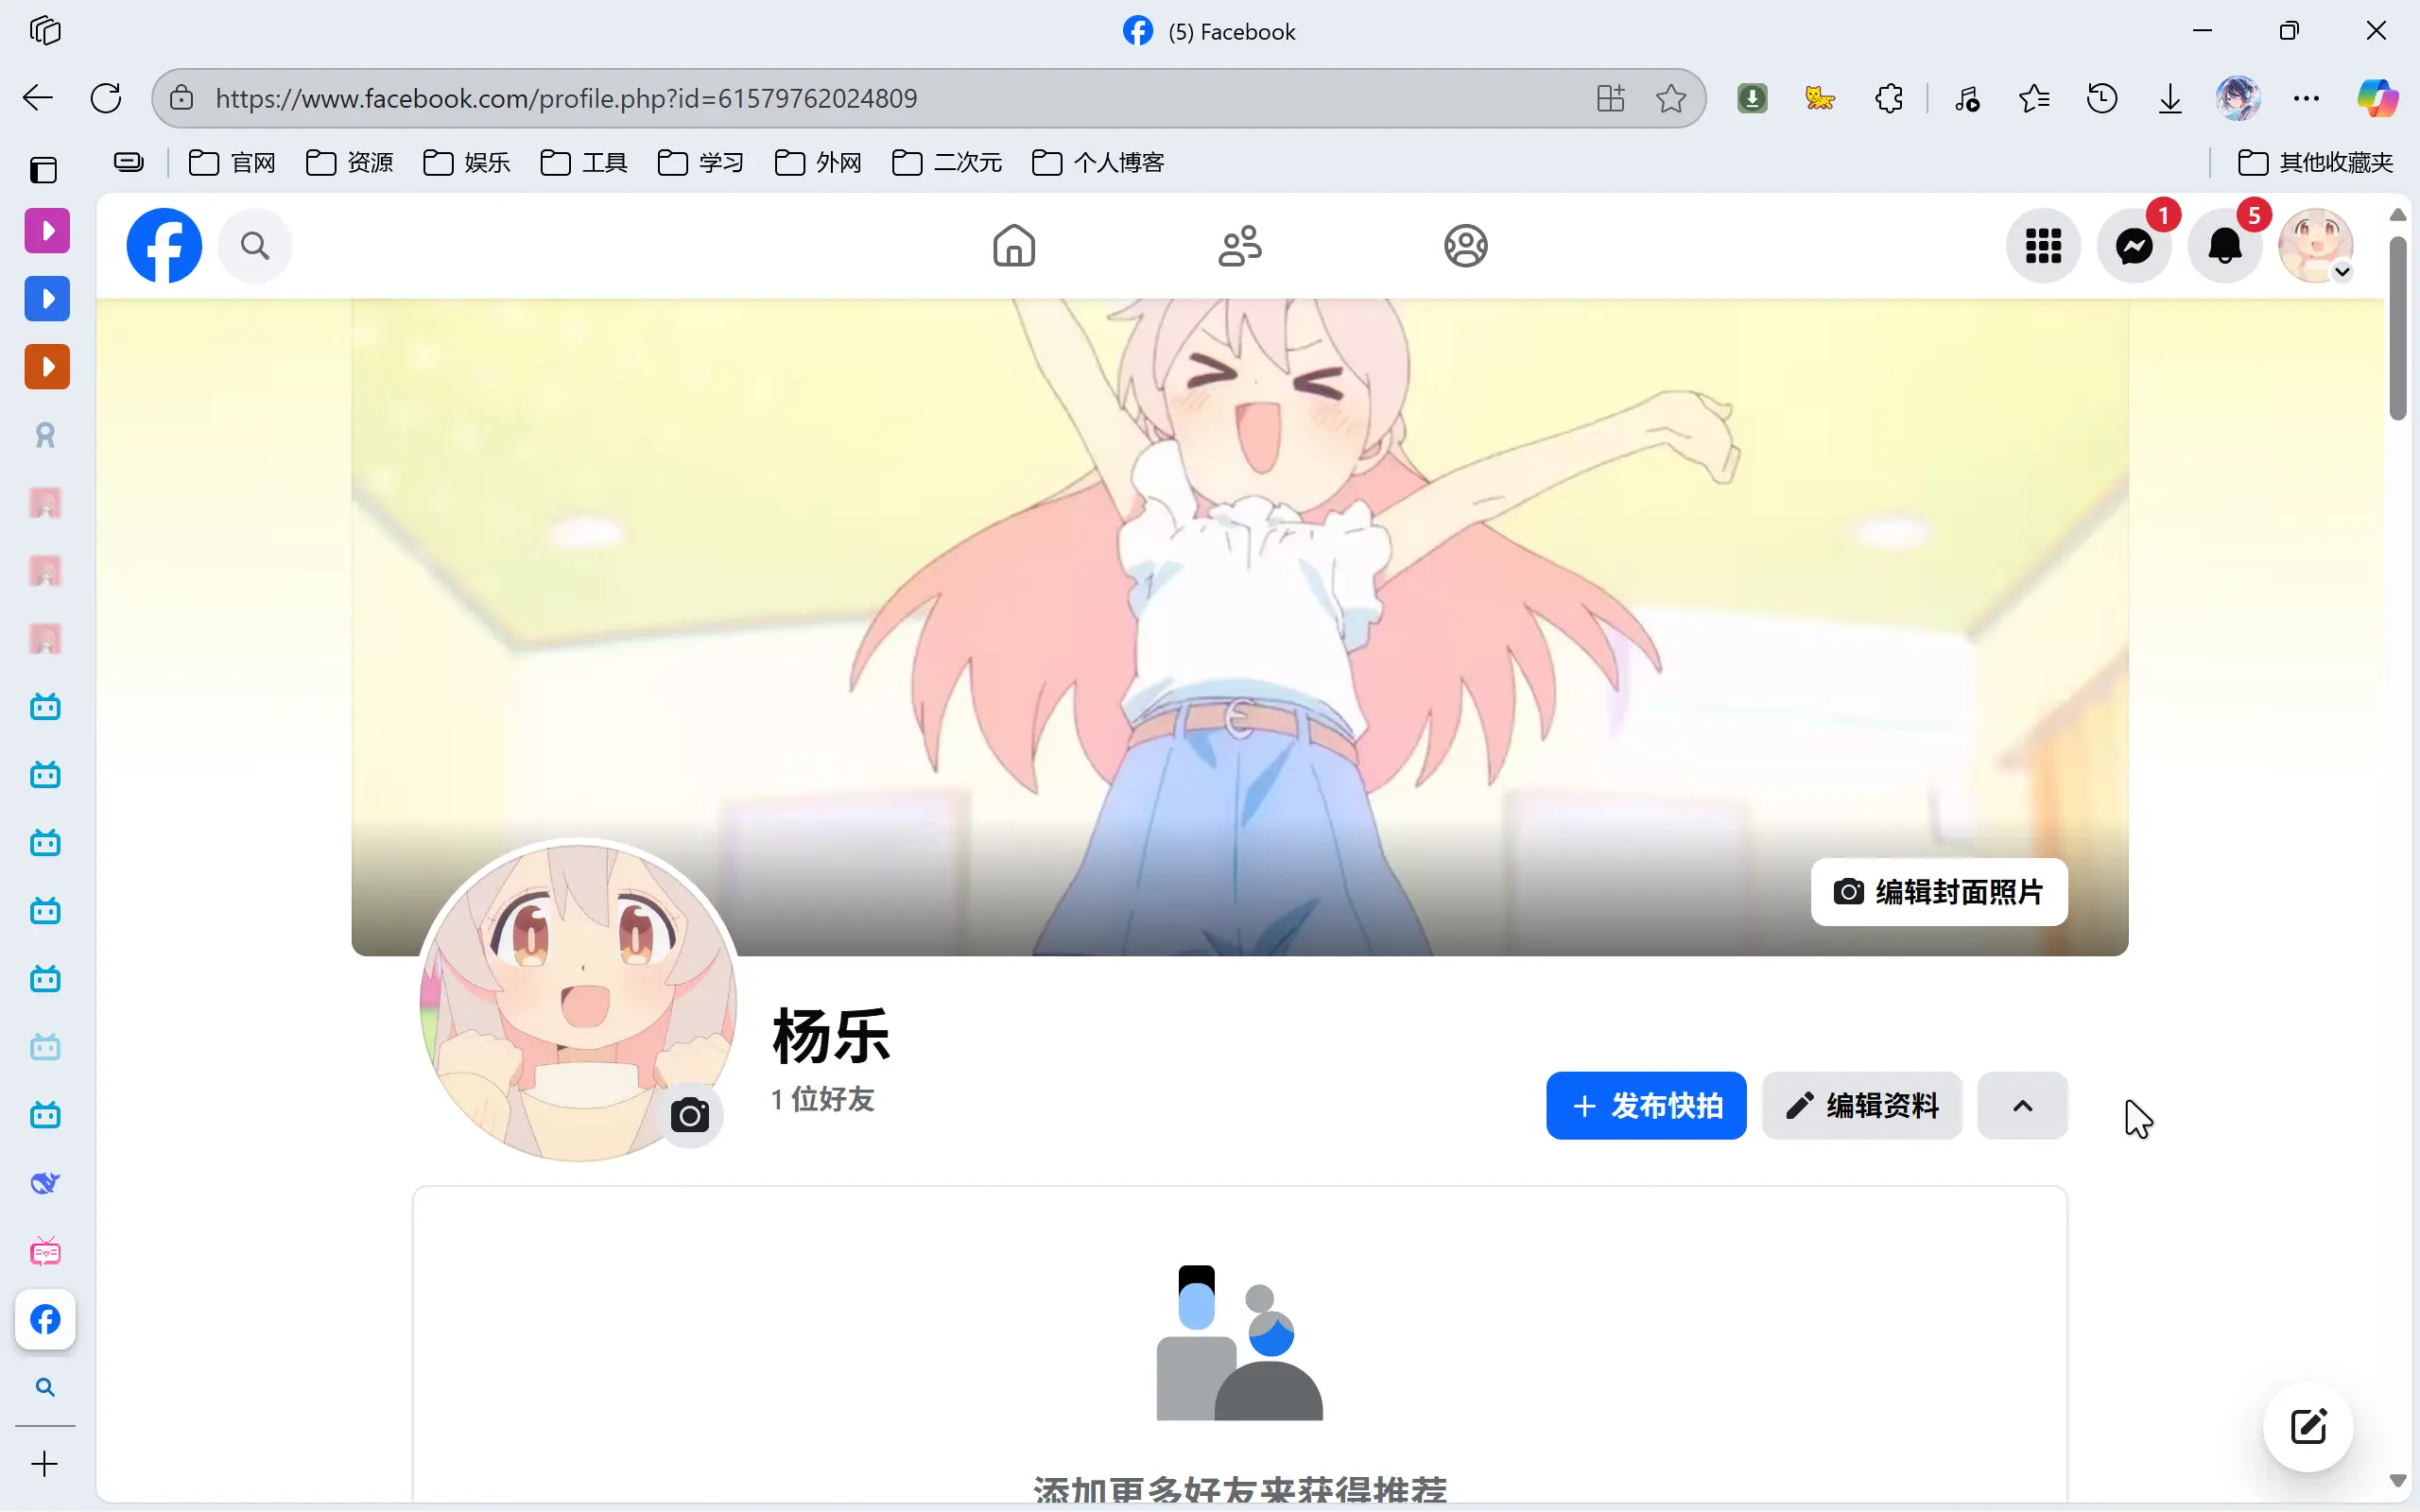 (5) Facebook
https://www.facebook.com/profile.php?id=61579762024809
官网 资源 娱乐 工具 学习 外网 二次元 个人博客 其他收藏夹
1 5
编辑封面照片
杨乐
1 位好友
发布快拍 编辑资料
添加更多好友来获得推荐